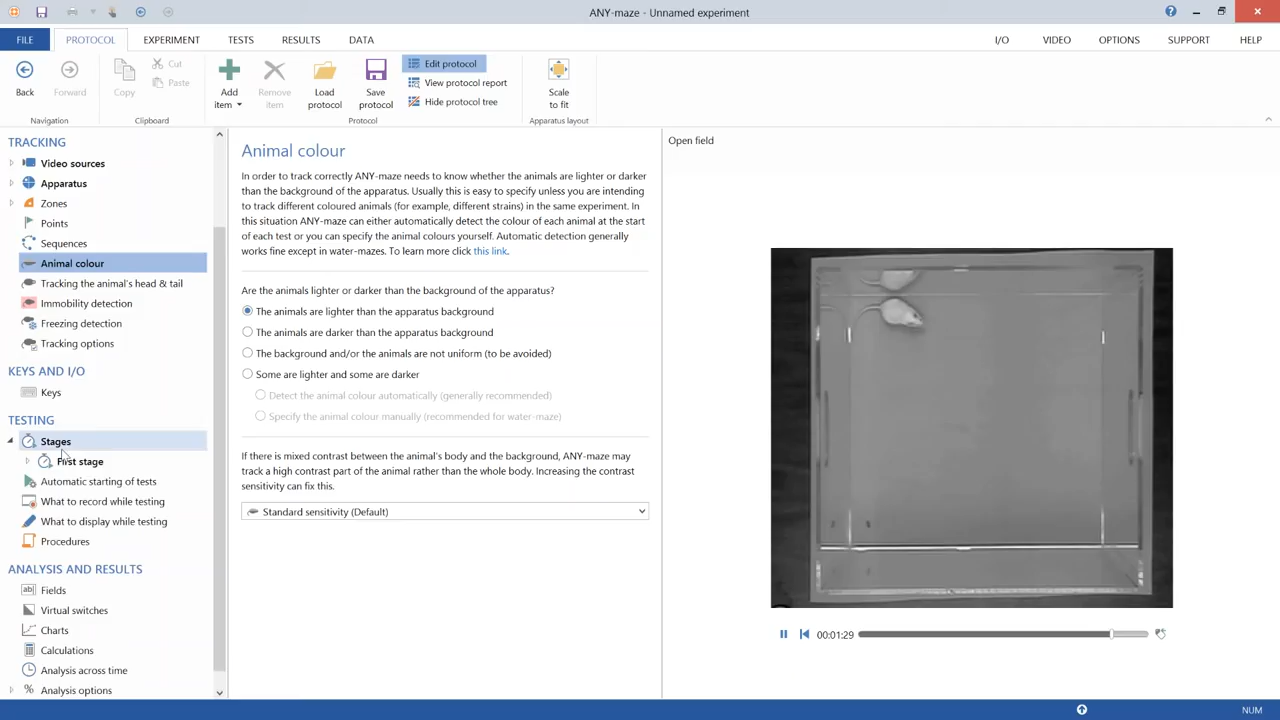 ANY-maze - Unnamed experiment
FILE PROTOCOL EXPERIMENT TESTS RESULTS DATA I/O VIDEO OPTIONS SUPPORT HELP
Back Forward
Copy
Cut
Paste
Add item
Remove item
Load protocol
Save protocol
Edit protocol
View protocol report
Hide protocol tree
Scale to fit
Navigation Clipboard Protocol Apparatus layout
TRACKING
Video sources
Apparatus
Zones
Points
Sequences
Animal colour
Tracking the animal's head & tail
Immobility detection
Freezing detection
Tracking options
KEYS AND I/O
Keys
TESTING
Stages
First stage
Automatic starting of tests
What to record while testing
What to display while testing
Procedures
ANALYSIS AND RESULTS
Fields
Virtual switches
Charts
Calculations
Analysis across time
Analysis options
Animal colour
In order to track correctly ANY-maze needs to know whether the animals are lighter or darker
than the background of the apparatus. Usually this is easy to specify unless you are intending
to track different coloured animals (for example, different strains) in the same experiment. In
this situation ANY-maze can either automatically detect the colour of each animal at the start
of each test or you can specify the animal colours yourself. Automatic detection generally
works fine except in water-mazes. To learn more click this link.
Are the animals lighter or darker than the background of the apparatus?
The animals are lighter than the apparatus background
The animals are darker than the apparatus background
The background and/or the animals are not uniform (to be avoided)
Some are lighter and some are darker
Detect the animal colour automatically (generally recommended)
Specify the animal colour manually (recommended for water-maze)
If there is mixed contrast between the animal's body and the background, ANY-maze may
track a high contrast part of the animal rather than the whole body. Increasing the contrast
sensitivity can fix this.
Standard sensitivity (Default)
Open field
00:01:29
NUM